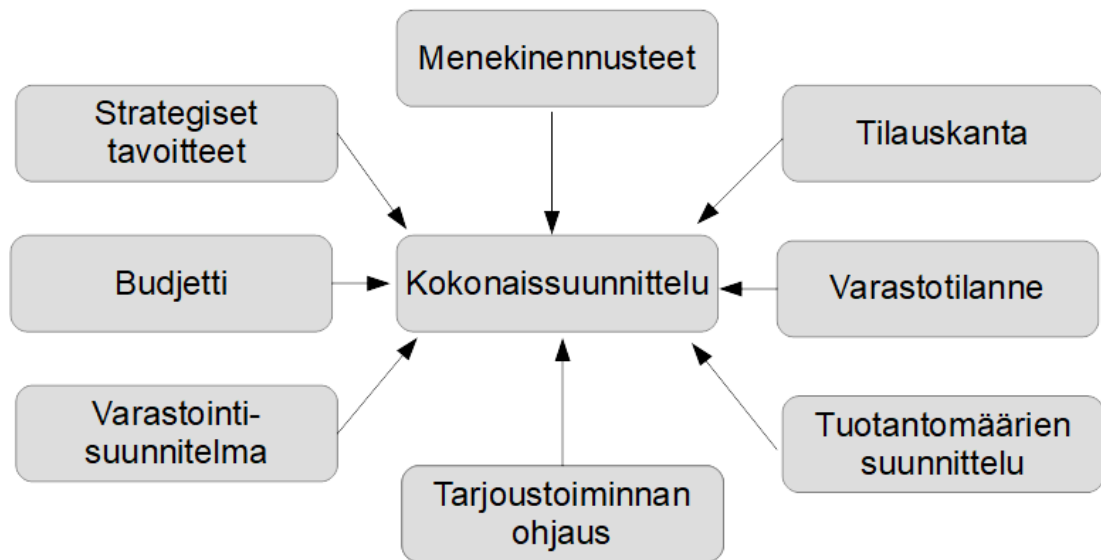 Menekinennusteet
Strategiset
tavoitteet
Tilauskanta
Budjetti
Kokonaissuunnittelu
Varastotilanne
Varastointi-
suunnitelma
Tarjoustoiminnan
ohjaus
Tuotantomäärien
suunnittelu